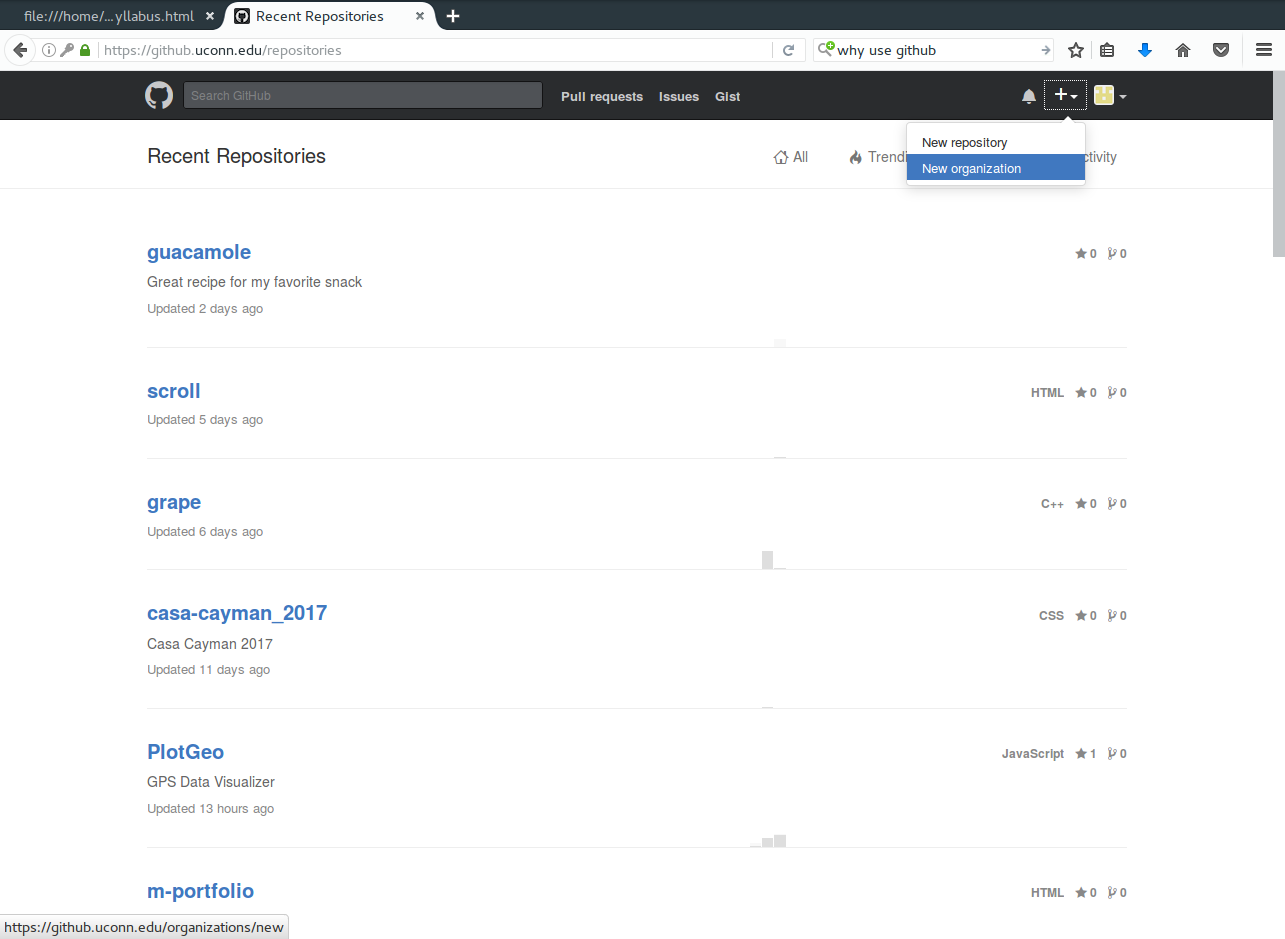 file:///home/...yllabus.html
Recent Repositories
https://github.uconn.edu/repositories
why use github
Search GitHub
Pull requests Issues Gist
New repository
New organization
Recent Repositories
All Trendi ctivity
guacamole 0 0
Great recipe for my favorite snack
Updated 2 days ago
scroll HTML 0 0
Updated 5 days ago
grape C++ 0 0
Updated 6 days ago
casa-cayman_2017 CSS 0 0
Casa Cayman 2017
Updated 11 days ago
PlotGeo JavaScript 1 0
GPS Data Visualizer
Updated 13 hours ago
m-portfolio HTML 0 0
https://github.uconn.edu/organizations/new